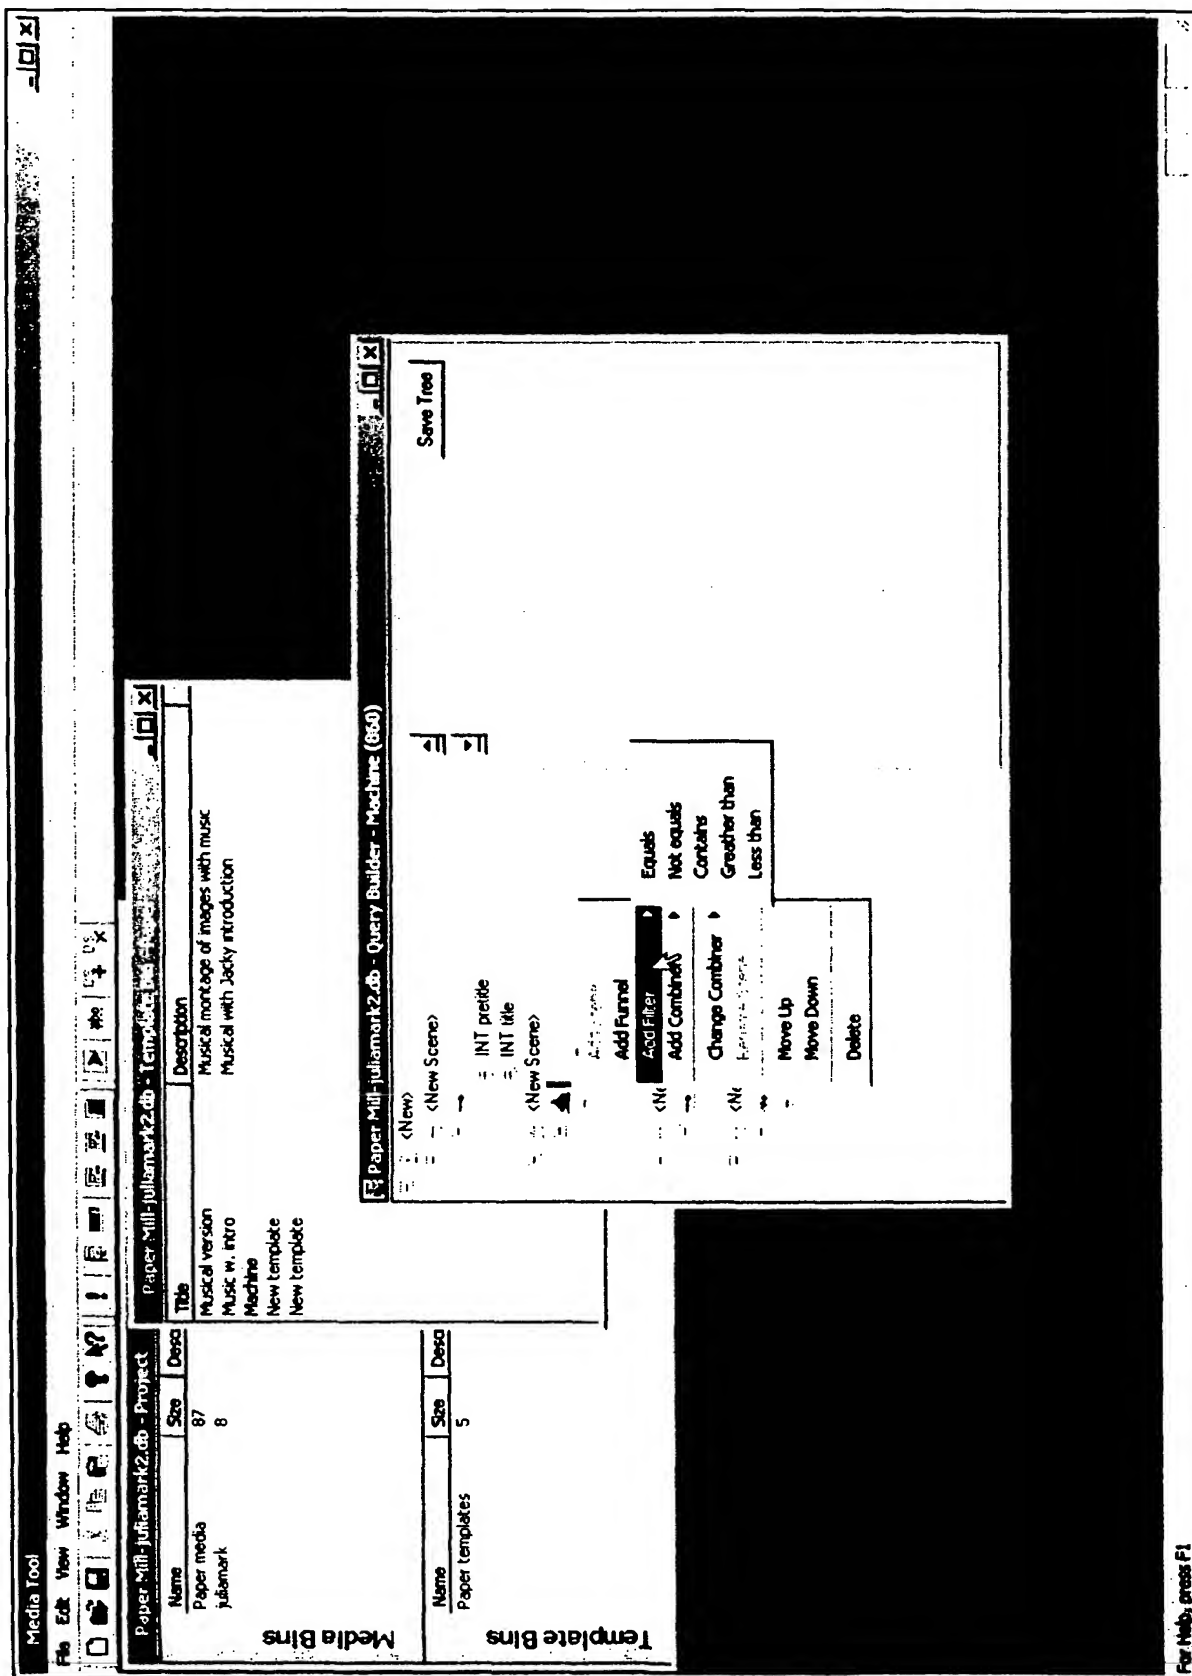 Media Tool
File Edit View Window Help
Paper Mill-juliamark2.db - Project
Name Size Desc
Paper media 87
juliamark 8
Media Bins
Name Size Desc
Paper templates 5
Template Bins
Paper Mill-juliamark2.db - Template
Title Description
Musical version Musical montage of images with music
Music w. intro Musical with Jacky introduction
Machine
New template
New template
Paper Mill-juliamark2.db - Query Builder - Machine (860)
Save Tree
<New>
<New Scene>
INT pretitle
INT title
<New Scene>
Add Funnel
Add Filter
Add Combiner
Change Combiner
Move Up
Move Down
Delete
Equals
Not equals
Contains
Greather than
Less than
For Help, press F1